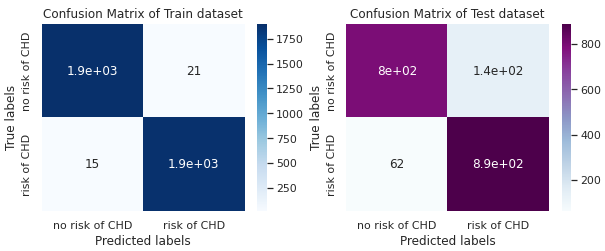 Confusion Matrix of Train dataset
True labels
no risk of CHD
risk of CHD
1.9e+03
21
15
1.9e+03
no risk of CHD
risk of CHD
Predicted labels
1750
1500
1250
1000
750
500
250
Confusion Matrix of Test dataset
True labels
no risk of CHD
risk of CHD
8e+02
1.4e+02
62
8.9e+02
no risk of CHD
risk of CHD
Predicted labels
800
600
400
200